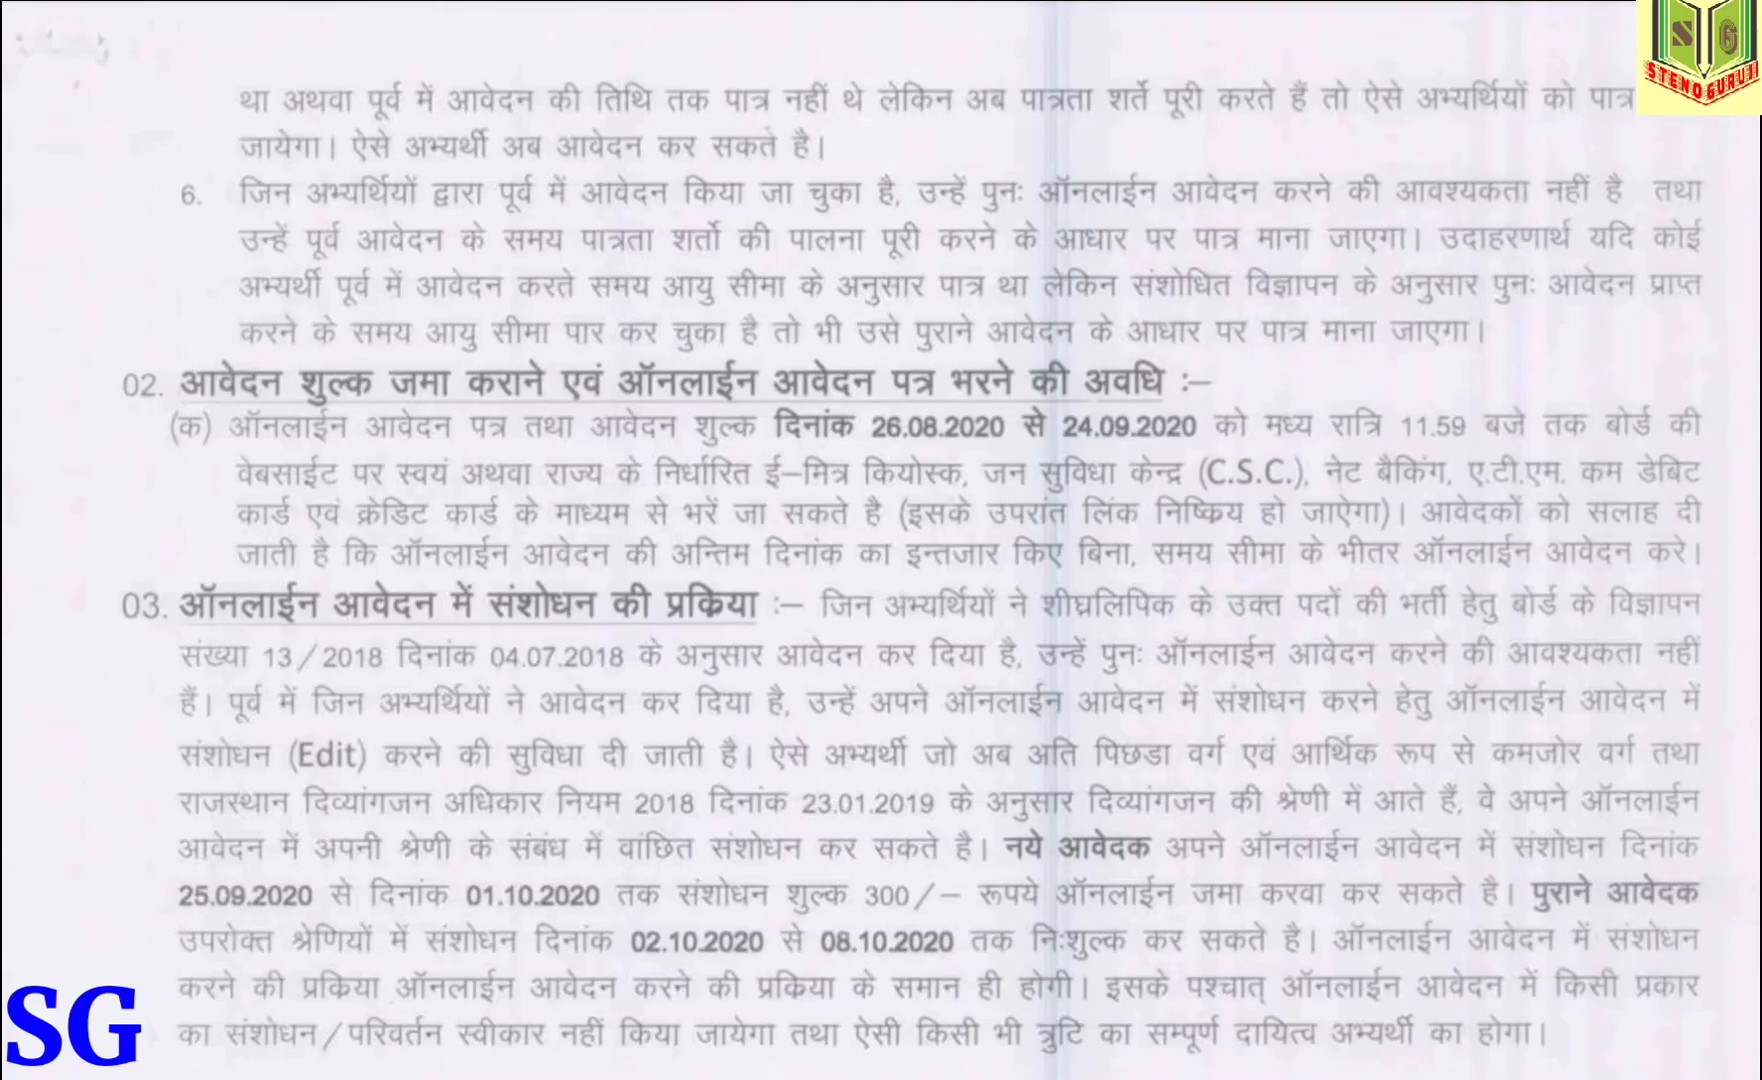 STENOGURUJI
था अथवा पूर्व में आवेदन की तिथि तक पात्र नहीं थे लेकिन अब पात्रता शर्ते पूरी करते हैं तो ऐसे अभ्यर्थियों को पात्र
जायेगा। ऐसे अभ्यर्थी अब आवेदन कर सकते है।
6. जिन अभ्यर्थियों द्वारा पूर्व में आवेदन किया जा चुका है, उन्हें पुनः ऑनलाईन आवेदन करने की आवश्यकता नहीं है तथा
उन्हें पूर्व आवेदन के समय पात्रता शर्तो की पालना पूरी करने के आधार पर पात्र माना जाएगा। उदाहरणार्थ यदि कोई
अभ्यर्थी पूर्व में आवेदन करते समय आयु सीमा के अनुसार पात्र था लेकिन संशोधित विज्ञापन के अनुसार पुनः आवेदन प्राप्त
करने के समय आयु सीमा पार कर चुका है तो भी उसे पुराने आवेदन के आधार पर पात्र माना जाएगा।
02. आवेदन शुल्क जमा कराने एवं ऑनलाईन आवेदन पत्र भरने की अवधि :–
(क) ऑनलाईन आवेदन पत्र तथा आवेदन शुल्क दिनांक 26.08.2020 से 24.09.2020 को मध्य रात्रि 11.59 बजे तक बोर्ड की
वेबसाईट पर स्वयं अथवा राज्य के निर्धारित ई–मित्र कियोस्क, जन सुविधा केन्द्र (C.S.C.), नेट बैकिंग, ए.टी.एम. कम डेबिट
कार्ड एवं क्रेडिट कार्ड के माध्यम से भरें जा सकते है (इसके उपरांत लिंक निष्क्रिय हो जाऐगा)। आवेदकों को सलाह दी
जाती है कि ऑनलाईन आवेदन की अन्तिम दिनांक का इन्तजार किए बिना, समय सीमा के भीतर ऑनलाईन आवेदन करे।
03. ऑनलाईन आवेदन में संशोधन की प्रक्रिया :– जिन अभ्यर्थियों ने शीघ्रलिपिक के उक्त पदों की भर्ती हेतु बोर्ड के विज्ञापन
संख्या 13/2018 दिनांक 04.07.2018 के अनुसार आवेदन कर दिया है, उन्हें पुनः ऑनलाईन आवेदन करने की आवश्यकता नहीं
हैं। पूर्व में जिन अभ्यर्थियों ने आवेदन कर दिया है, उन्हें अपने ऑनलाईन आवेदन में संशोधन करने हेतु ऑनलाईन आवेदन में
संशोधन (Edit) करने की सुविधा दी जाती है। ऐसे अभ्यर्थी जो अब अति पिछडा वर्ग एवं आर्थिक रूप से कमजोर वर्ग तथा
राजस्थान दिव्यांगजन अधिकार नियम 2018 दिनांक 23.01.2019 के अनुसार दिव्यांगजन की श्रेणी में आते हैं, वे अपने ऑनलाईन
आवेदन में अपनी श्रेणी के संबंध में वांछित संशोधन कर सकते है। नये आवेदक अपने ऑनलाईन आवेदन में संशोधन दिनांक
25.09.2020 से दिनांक 01.10.2020 तक संशोधन शुल्क 300/– रूपये ऑनलाईन जमा करवा कर सकते है। पुराने आवेदक
उपरोक्त श्रेणियों में संशोधन दिनांक 02.10.2020 से 08.10.2020 तक निःशुल्क कर सकते है। ऑनलाईन आवेदन में संशोधन
करने की प्रक्रिया ऑनलाईन आवेदन करने की प्रक्रिया के समान ही होगी। इसके पश्चात् ऑनलाईन आवेदन में किसी प्रकार
का संशोधन/परिवर्तन स्वीकार नहीं किया जायेगा तथा ऐसी किसी भी त्रुटि का सम्पूर्ण दायित्व अभ्यर्थी का होगा।
SG